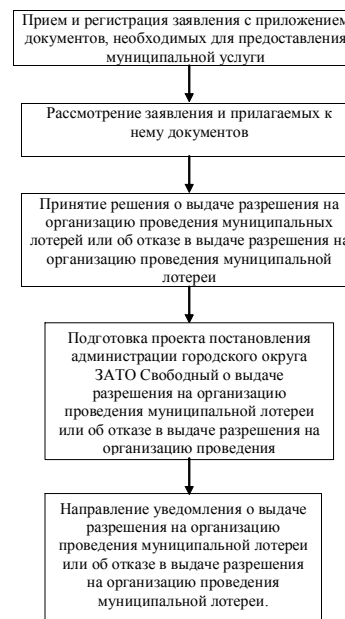 Прием и регистрация заявления с приложением
документов, необходимых для предоставления
муниципальной услуги
Рассмотрение заявления и прилагаемых к
нему документов
Принятие решения о выдаче разрешения на
организацию проведения муниципальных
лотерей или об отказе в выдаче разрешения на
организацию проведения муниципальной
лотереи
Подготовка проекта постановления
администрации городского округа
ЗАТО Свободный о выдаче
разрешения на организацию
проведения муниципальной лотереи
или об отказе в выдаче разрешения на
организацию проведения
Направление уведомления о выдаче
разрешения на организацию
проведения муниципальной лотереи
или об отказе в выдаче разрешения
на организацию проведения
муниципальной лотереи.